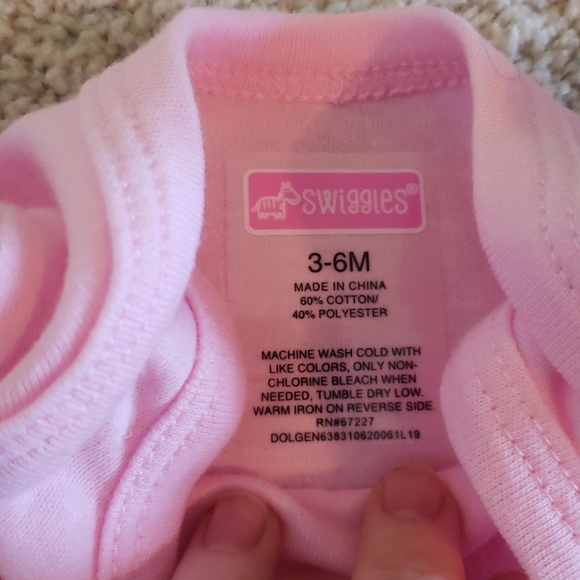 Swiggles®
3-6M
MADE IN CHINA
60% COTTON/
40% POLYESTER
MACHINE WASH COLD WITH
LIKE COLORS, ONLY NON-
CHLORINE BLEACH WHEN
NEEDED, TUMBLE DRY LOW.
WARM IRON ON REVERSE SIDE
RN#67227
DOLGEN638310620061L19